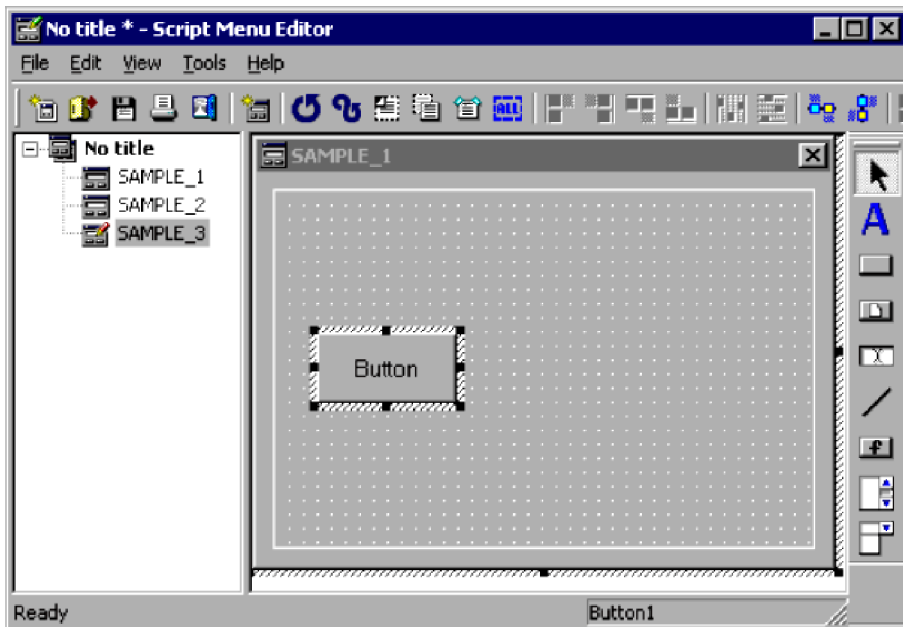 No title * - Script Menu Editor
File Edit View Tools Help
ALL
No title
SAMPLE_1
SAMPLE_2
SAMPLE_3
SAMPLE_1
Button
A
f
Ready
Button1